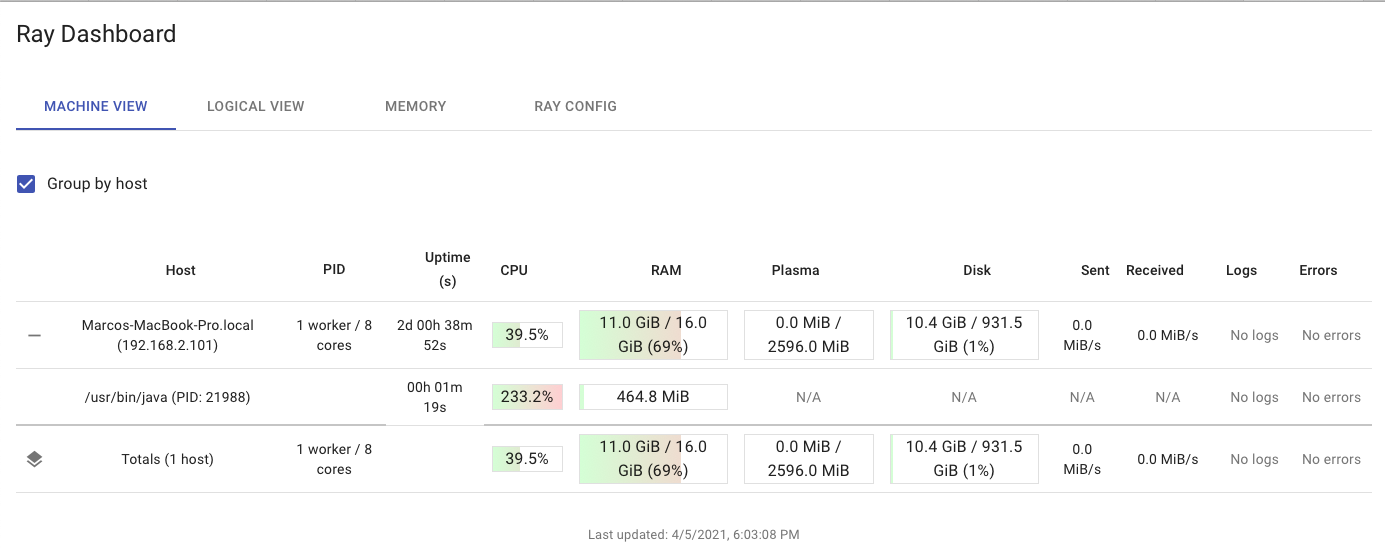 Ray Dashboard
MACHINE VIEW LOGICAL VIEW MEMORY RAY CONFIG
Group by host
Host PID Uptime (s) CPU RAM Plasma Disk Sent Received Logs Errors
Marcos-MacBook-Pro.local (192.168.2.101) 1 worker / 8 cores 2d 00h 38m 52s 39.5% 11.0 GiB / 16.0 GiB (69%) 0.0 MiB / 2596.0 MiB 10.4 GiB / 931.5 GiB (1%) 0.0 MiB/s 0.0 MiB/s No logs No errors
/usr/bin/java (PID: 21988) 00h 01m 19s 233.2% 464.8 MiB N/A N/A N/A N/A No logs No errors
Totals (1 host) 1 worker / 8 cores 39.5% 11.0 GiB / 16.0 GiB (69%) 0.0 MiB / 2596.0 MiB 10.4 GiB / 931.5 GiB (1%) 0.0 MiB/s 0.0 MiB/s No logs No errors
Last updated: 4/5/2021, 6:03:08 PM